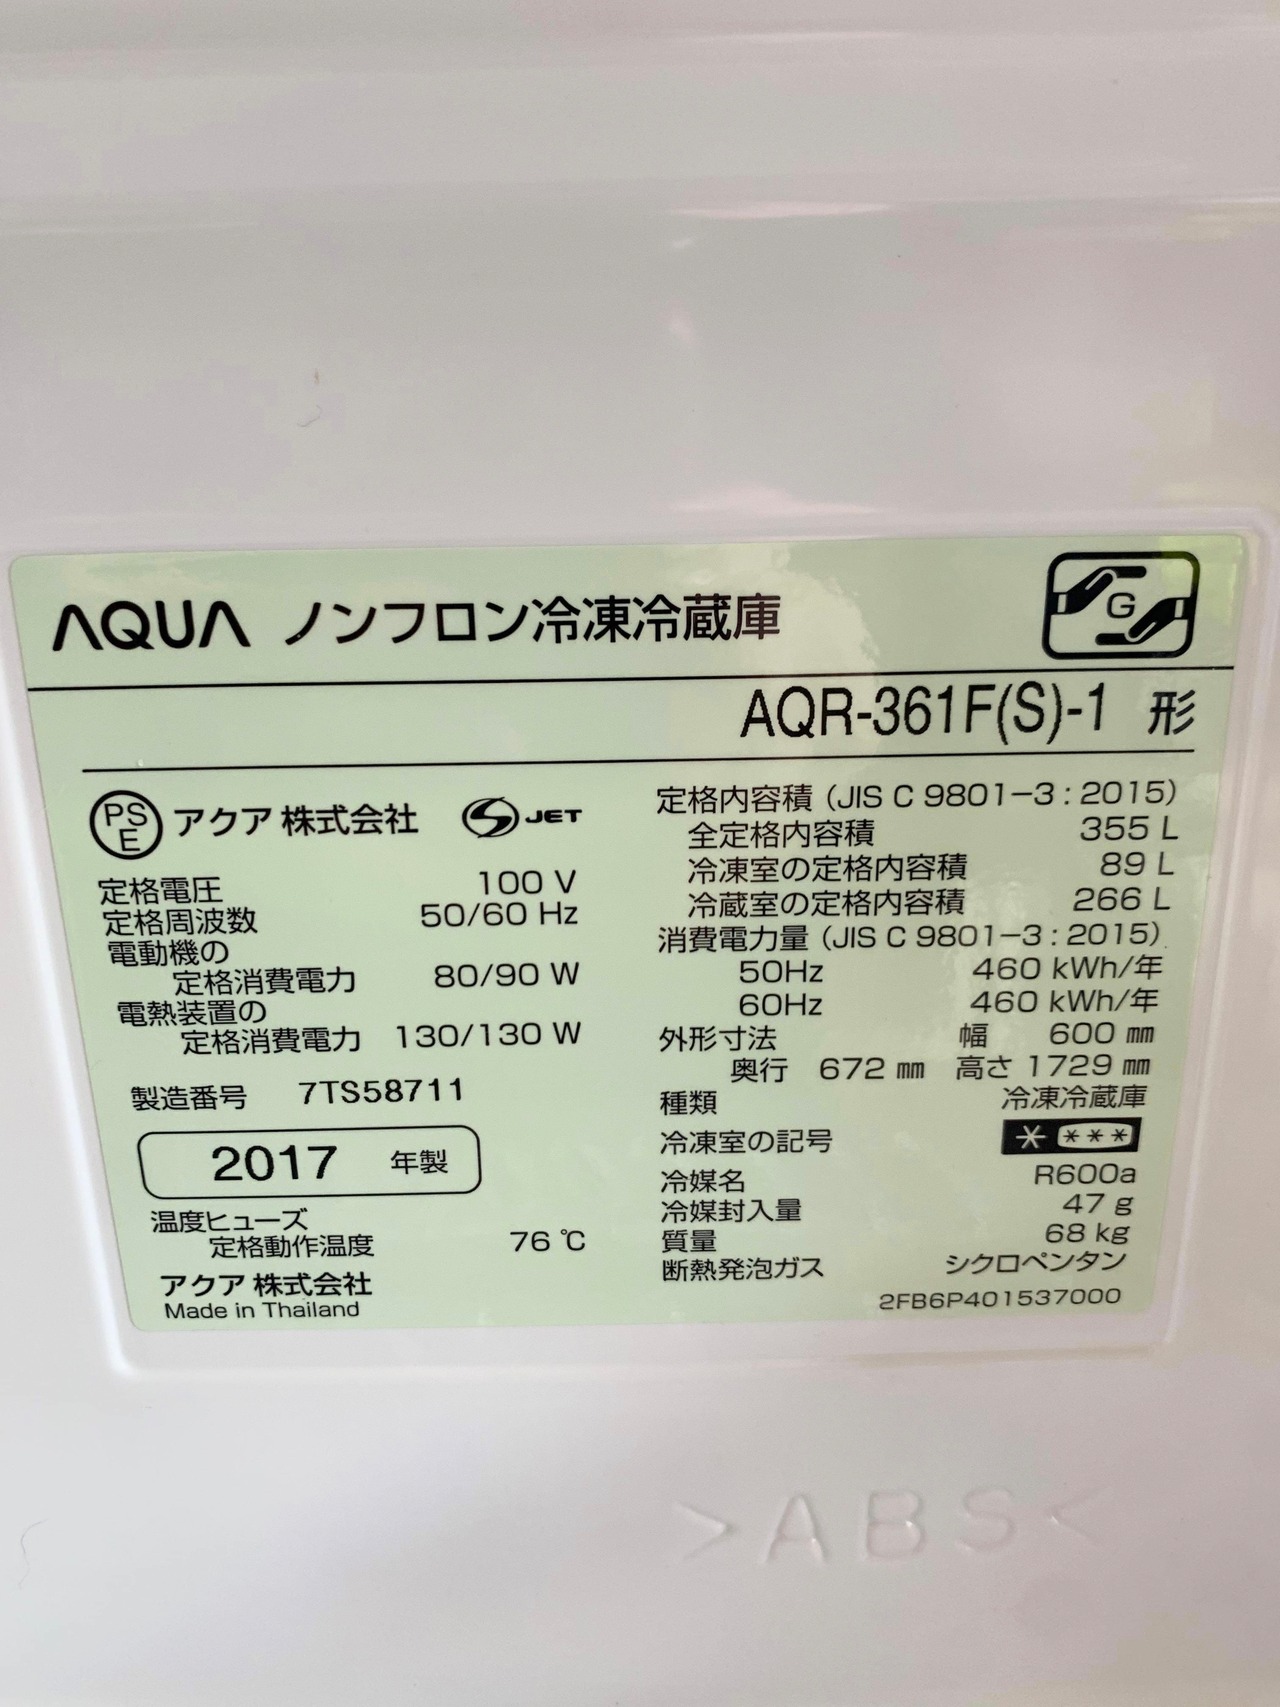 AQUA ノンフロン冷凍冷蔵庫
G
AQR-361F(S)-1 形
PSE アクア 株式会社 S JET
定格電圧 100 V
定格周波数 50/60 Hz
電動機の
定格消費電力 80/90 W
電熱装置の
定格消費電力 130/130 W
製造番号 7TS58711
2017 年製
温度ヒューズ
定格動作温度 76 ℃
アクア 株式会社
Made in Thailand
定格内容積 (JIS C 9801-3 : 2015)
全定格内容積 355 L
冷凍室の定格内容積 89 L
冷蔵室の定格内容積 266 L
消費電力量 (JIS C 9801-3 : 2015)
50Hz 460 kWh/年
60Hz 460 kWh/年
外形寸法 幅 600 ㎜
奥行 672 ㎜ 高さ 1729 ㎜
種類 冷凍冷蔵庫
冷凍室の記号 * ***
冷媒名 R600a
冷媒封入量 47 g
質量 68 kg
断熱発泡ガス シクロペンタン
2FB6P401537000
>ABS<